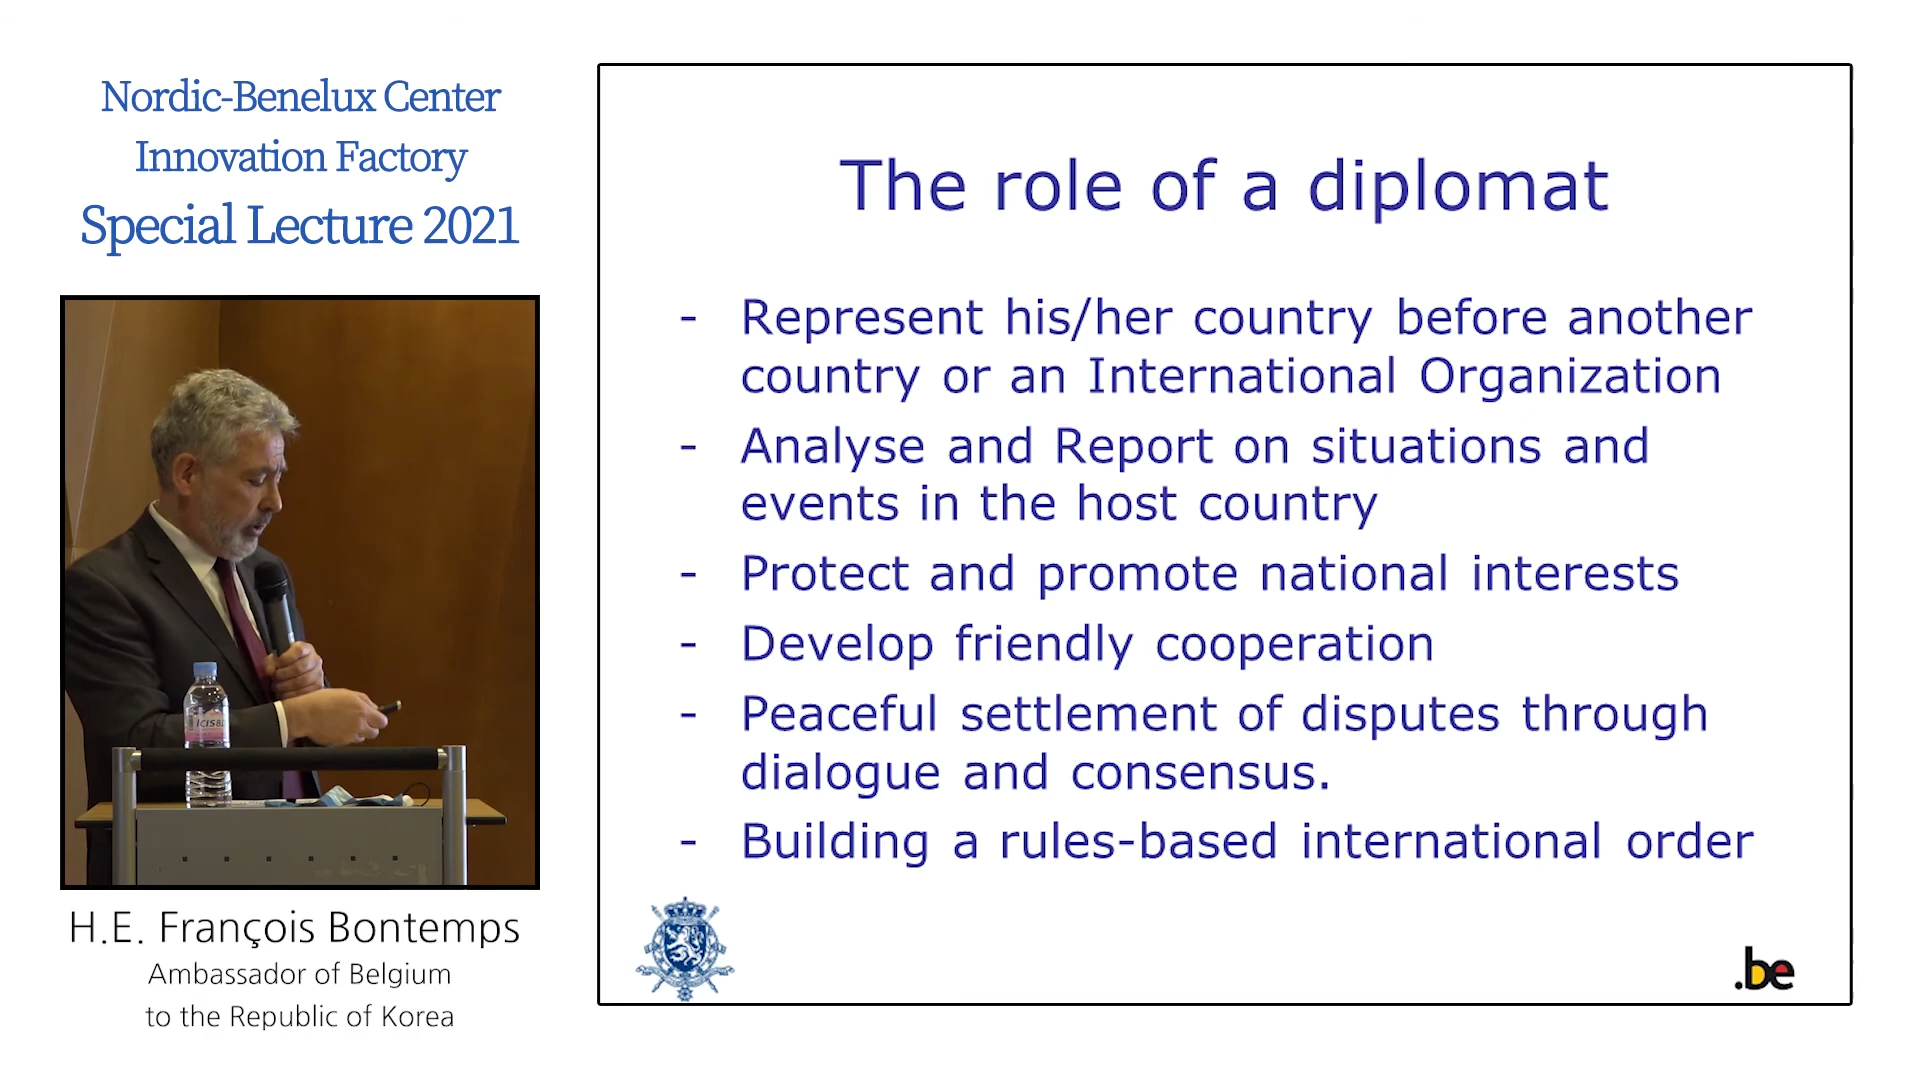 Nordic-Benelux Center
Innovation Factory
Special Lecture 2021
ICIS8.0
H.E. François Bontemps
Ambassador of Belgium
to the Republic of Korea
The role of a diplomat
- Represent his/her country before another
country or an International Organization
- Analyse and Report on situations and
events in the host country
- Protect and promote national interests
- Develop friendly cooperation
- Peaceful settlement of disputes through
dialogue and consensus.
- Building a rules-based international order
.be